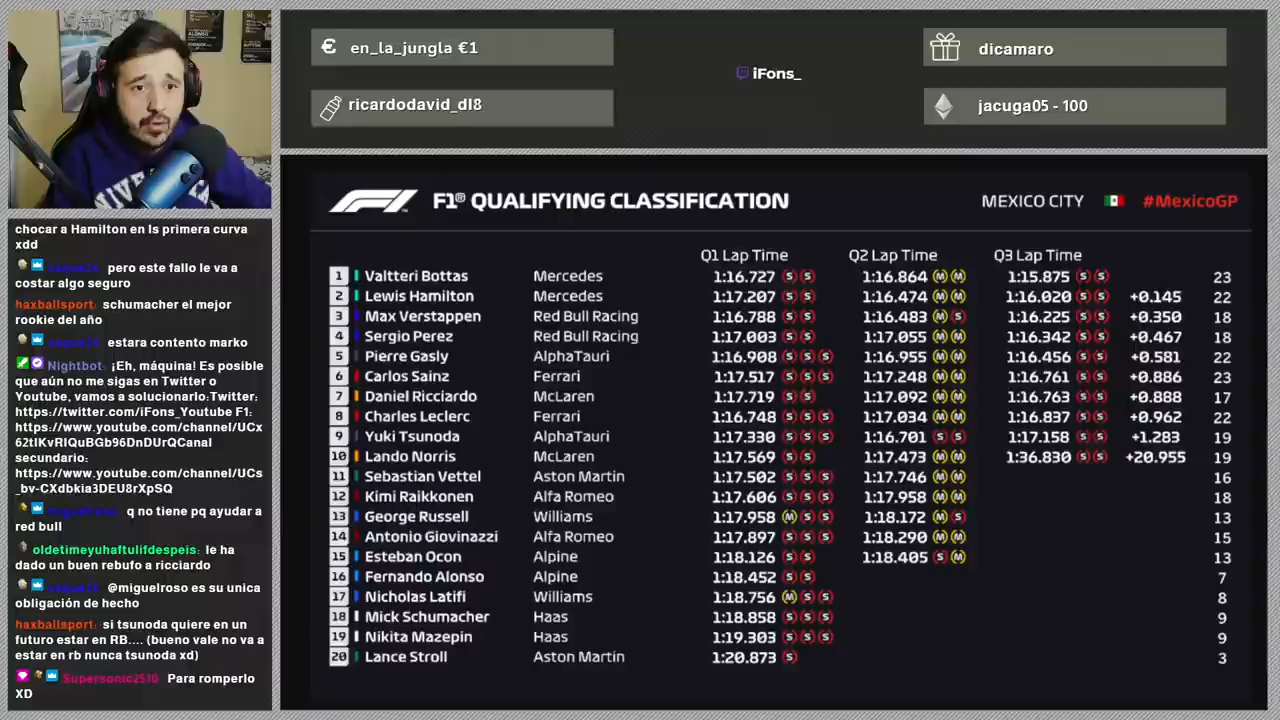 en_la_jungla €1
ricardodavid_dl8
iFons_
dicamaro
jacuga05 - 100
chocar a Hamilton en ls primera curva
xdd
pero este fallo le va a
costar algo seguro
haxballsport: schumacher el mejor
rookie del año
estara contento marko
Nightbot: ¡Eh, máquina! Es posible
que aún no me sigas en Twitter o
Youtube, vamos a solucionarlo:Twitter:
https://twitter.com/iFons_Youtube F1:
https://www.youtube.com/channel/UCx
62tIKvRIQuBGb96DnDUrQCanal
secundario:
https://www.youtube.com/channel/UCs
_bv-CXdbkia3DEU8rXpSQ
q no tiene pq ayudar a
red bull
oldetimeyuhaftulifdespeis: le ha
dado un buen rebufo a ricciardo
@miguelroso es su unica
obligación de hecho
haxballsport: si tsunoda quiere en un
futuro estar en RB.... (bueno vale no va a
estar en rb nunca tsunoda xd)
Supersonic2510: Para romperlo
XD
F1® QUALIFYING CLASSIFICATION MEXICO CITY #MexicoGP
Q1 Lap Time Q2 Lap Time Q3 Lap Time
1 Valtteri Bottas Mercedes 1:16.727 S S 1:16.864 M M 1:15.875 S S 23
2 Lewis Hamilton Mercedes 1:17.207 S S 1:16.474 M M 1:16.020 S S +0.145 22
3 Max Verstappen Red Bull Racing 1:16.788 S S 1:16.483 M S 1:16.225 S S +0.350 18
4 Sergio Perez Red Bull Racing 1:17.003 S S 1:17.055 M M 1:16.342 S S +0.467 18
5 Pierre Gasly AlphaTauri 1:16.908 S S S 1:16.955 M M 1:16.456 S S +0.581 22
6 Carlos Sainz Ferrari 1:17.517 S S S 1:17.248 M M 1:16.761 S S +0.886 23
7 Daniel Ricciardo McLaren 1:17.719 S S 1:17.092 M M 1:16.763 S S +0.888 17
8 Charles Leclerc Ferrari 1:16.748 S S S 1:17.034 M M 1:16.837 S S +0.962 22
9 Yuki Tsunoda AlphaTauri 1:17.330 S S S 1:16.701 S S 1:17.158 S S +1.283 19
10 Lando Norris McLaren 1:17.569 S S 1:17.473 M M 1:36.830 S S +20.955 19
11 Sebastian Vettel Aston Martin 1:17.502 S S S 1:17.746 M M 16
12 Kimi Raikkonen Alfa Romeo 1:17.606 S S S 1:17.958 M M 18
13 George Russell Williams 1:17.958 M S S 1:18.172 M S 13
14 Antonio Giovinazzi Alfa Romeo 1:17.897 S S S 1:18.290 M M 15
15 Esteban Ocon Alpine 1:18.126 S S 1:18.405 S M 13
16 Fernando Alonso Alpine 1:18.452 S S 7
17 Nicholas Latifi Williams 1:18.756 M S S 8
18 Mick Schumacher Haas 1:18.858 S S S 9
19 Nikita Mazepin Haas 1:19.303 S S S 9
20 Lance Stroll Aston Martin 1:20.873 S 3